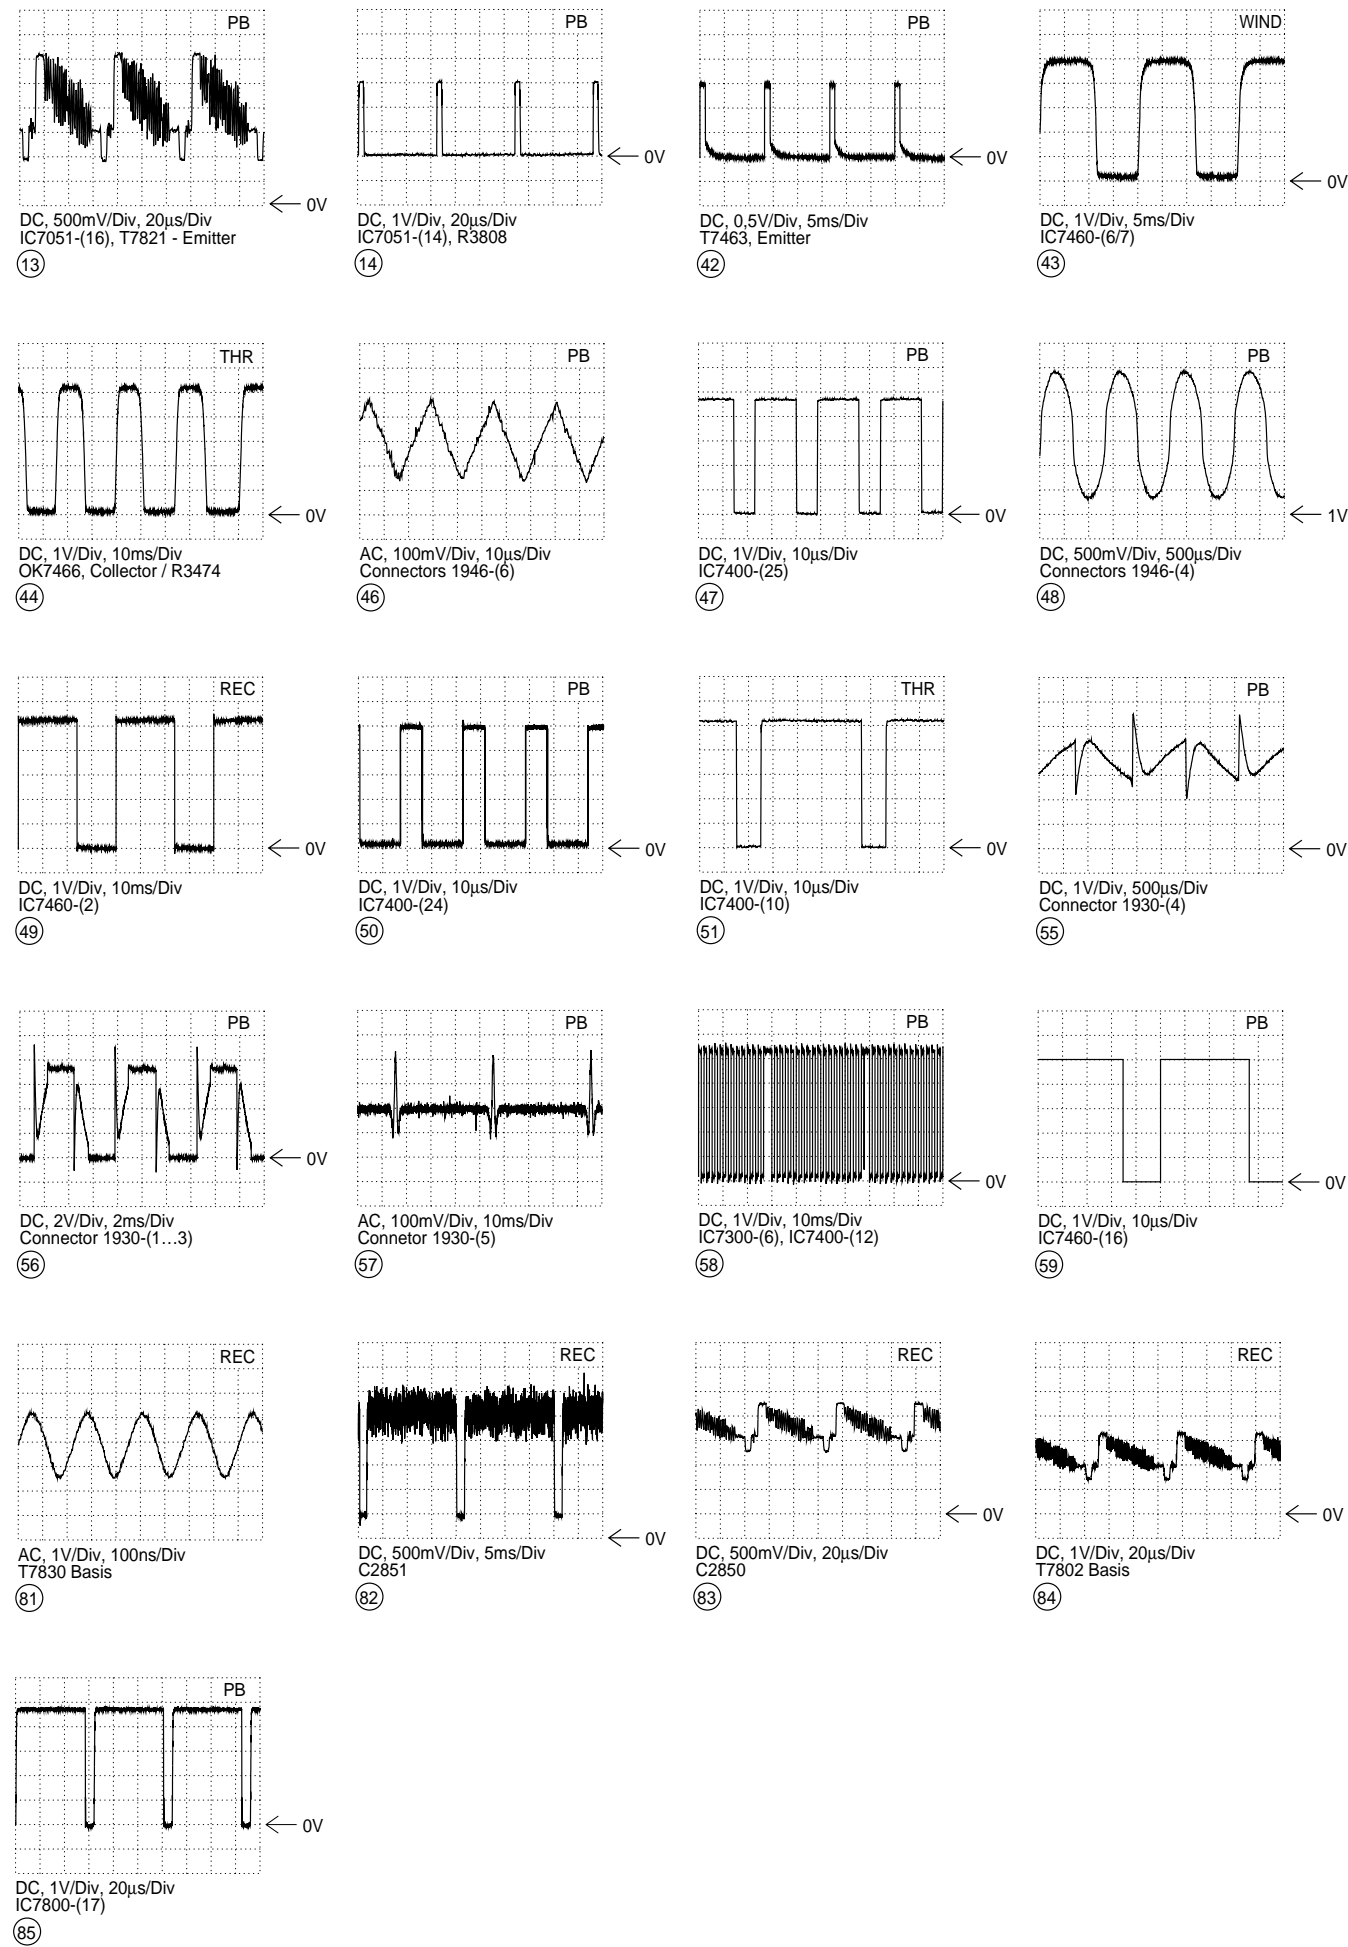 PB
0V
DC, 500mV/Div, 20µs/Div
IC7051-(16), T7821 - Emitter
13
PB
0V
DC, 1V/Div, 20µs/Div
IC7051-(14), R3808
14
PB
0V
DC, 0,5V/Div, 5ms/Div
T7463, Emitter
42
WIND
0V
DC, 1V/Div, 5ms/Div
IC7460-(6/7)
43
THR
0V
DC, 1V/Div, 10ms/Div
OK7466, Collector / R3474
44
PB
AC, 100mV/Div, 10µs/Div
Connectors 1946-(6)
46
PB
0V
DC, 1V/Div, 10µs/Div
IC7400-(25)
47
PB
1V
DC, 500mV/Div, 500µs/Div
Connectors 1946-(4)
48
REC
0V
DC, 1V/Div, 10ms/Div
IC7460-(2)
49
PB
0V
DC, 1V/Div, 10µs/Div
IC7400-(24)
50
THR
0V
DC, 1V/Div, 10µs/Div
IC7400-(10)
51
PB
0V
DC, 1V/Div, 500µs/Div
Connector 1930-(4)
55
PB
0V
DC, 2V/Div, 2ms/Div
Connector 1930-(1...3)
56
PB
AC, 100mV/Div, 10ms/Div
Connetor 1930-(5)
57
PB
0V
DC, 1V/Div, 10ms/Div
IC7300-(6), IC7400-(12)
58
PB
0V
DC, 1V/Div, 10µs/Div
IC7460-(16)
59
REC
AC, 1V/Div, 100ns/Div
T7830 Basis
81
REC
0V
DC, 500mV/Div, 5ms/Div
C2851
82
REC
0V
DC, 500mV/Div, 20µs/Div
C2850
83
REC
0V
DC, 1V/Div, 20µs/Div
T7802 Basis
84
PB
0V
DC, 1V/Div, 20µs/Div
IC7800-(17)
85